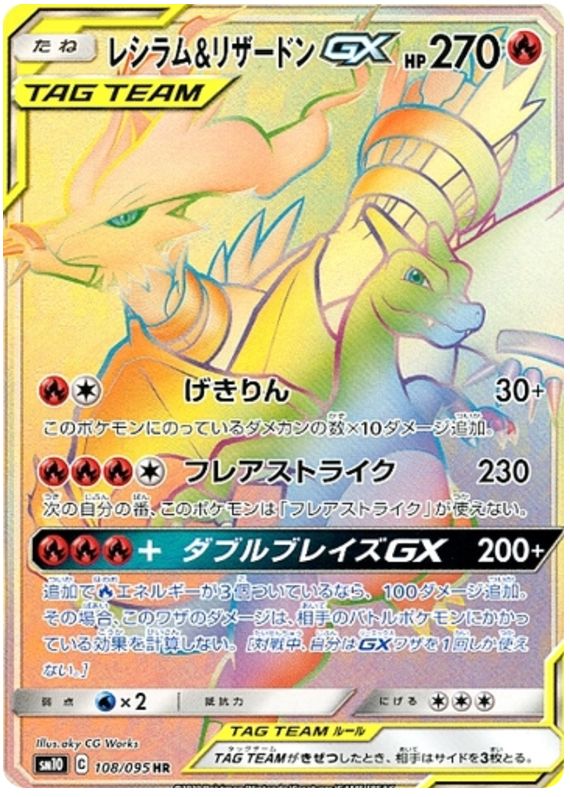 たね レシラム&リザードンGX HP270
TAG TEAM
げきりん 30+
このポケモンにのっているダメカンの数×10ダメージ追加。
フレアストライク 230
次の自分の番、このポケモンは「フレアストライク」が使えない。
+ ダブルブレイズGX 200+
追加でエネルギーが3個ついているなら、100ダメージ追加。
その場合、このワザのダメージは、相手のバトルポケモンにかかっ
ている効果を計算しない。[対戦中、自分はGXワザを1回しか使え
ない。]
弱点 ×2 抵抗力 にげる
Illus. aky CG Works
TAG TEAM ルール
sm10 C 108/095 HR
TAG TEAMがきぜつしたとき、相手はサイドを3枚とる。